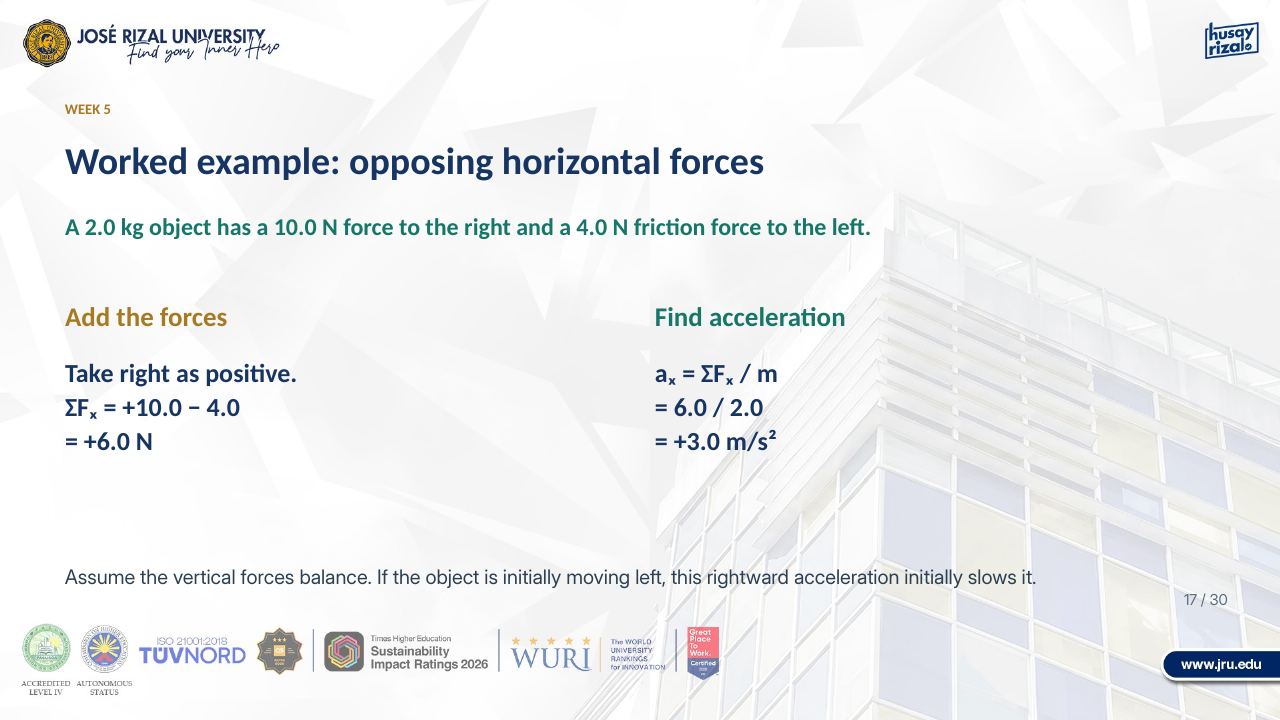 JOSÉ RIZAL UNIVERSITY
Find your Inner Hero
husay
rizal
WEEK 5
Worked example: opposing horizontal forces
A 2.0 kg object has a 10.0 N force to the right and a 4.0 N friction force to the left.
Add the forces
Take right as positive.
ΣFₓ = +10.0 − 4.0
= +6.0 N
Find acceleration
aₓ = ΣFₓ / m
= 6.0 / 2.0
= +3.0 m/s²
Assume the vertical forces balance. If the object is initially moving left, this rightward acceleration initially slows it.
17 / 30
ACCREDITED
LEVEL IV
AUTONOMOUS
STATUS
ISO 21001:2018
TÜVNORD
Times Higher Education
Sustainability
Impact Ratings 2026
WURI
The WORLD
UNIVERSITY
RANKINGS
for INNOVATION
Great
Place
To
Work.
Certified
www.jru.edu